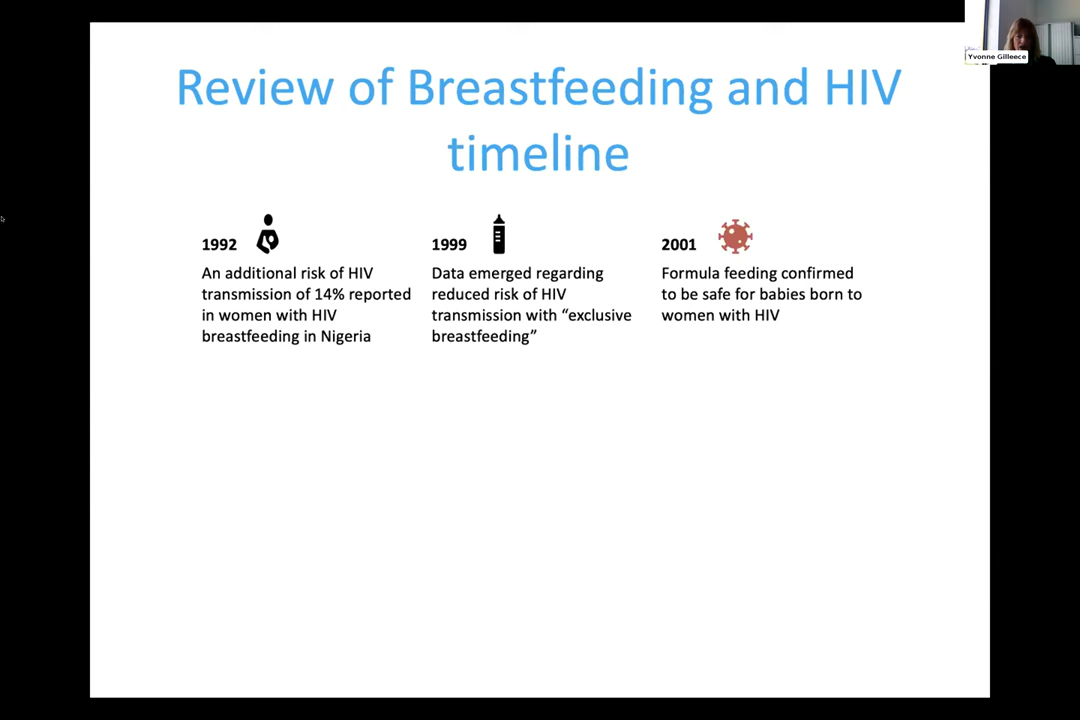 Review of Breastfeeding and HIV
timeline
Yvonne Gilleece
1992
An additional risk of HIV
transmission of 14% reported
in women with HIV
breastfeeding in Nigeria
1999
Data emerged regarding
reduced risk of HIV
transmission with “exclusive
breastfeeding”
2001
Formula feeding confirmed
to be safe for babies born to
women with HIV